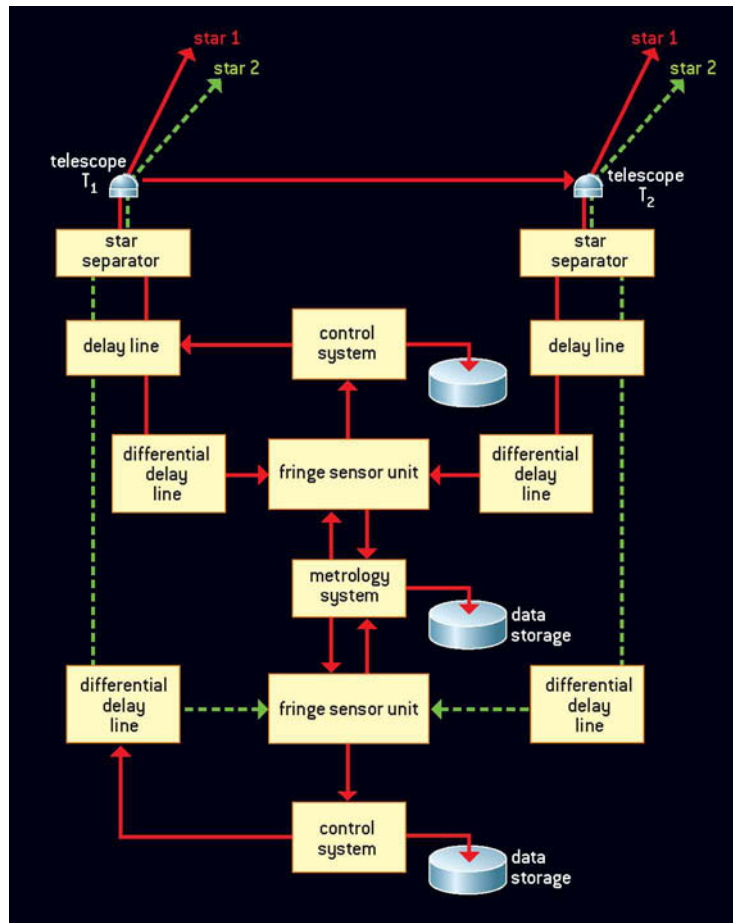 star 1
star 2
star 1
star 2
telescope
T1
telescope
T2
star
separator
star
separator
delay line
control
system
delay line
differential
delay
line
fringe sensor unit
differential
delay
line
metrology
system
data
storage
differential
delay
line
fringe sensor unit
differential
delay
line
control
system
data
storage